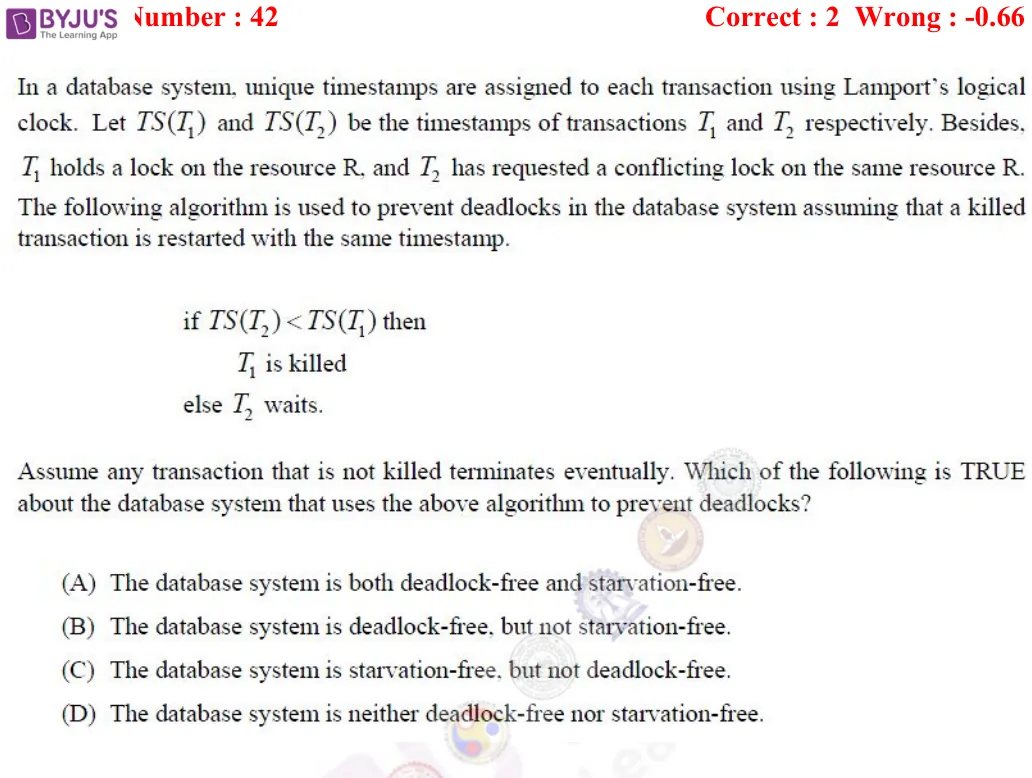 BYJU'S
The Learning App
Number : 42
Correct : 2 Wrong : -0.66
In a database system, unique timestamps are assigned to each transaction using Lamport's logical
clock. Let TS(T₁) and TS(T₂) be the timestamps of transactions T₁ and T₂ respectively. Besides,
T₁ holds a lock on the resource R, and T₂ has requested a conflicting lock on the same resource R.
The following algorithm is used to prevent deadlocks in the database system assuming that a killed
transaction is restarted with the same timestamp.
if TS(T₂) < TS(T₁) then
T₁ is killed
else T₂ waits.
Assume any transaction that is not killed terminates eventually. Which of the following is TRUE
about the database system that uses the above algorithm to prevent deadlocks?
(A) The database system is both deadlock-free and starvation-free.
(B) The database system is deadlock-free, but not starvation-free.
(C) The database system is starvation-free, but not deadlock-free.
(D) The database system is neither deadlock-free nor starvation-free.